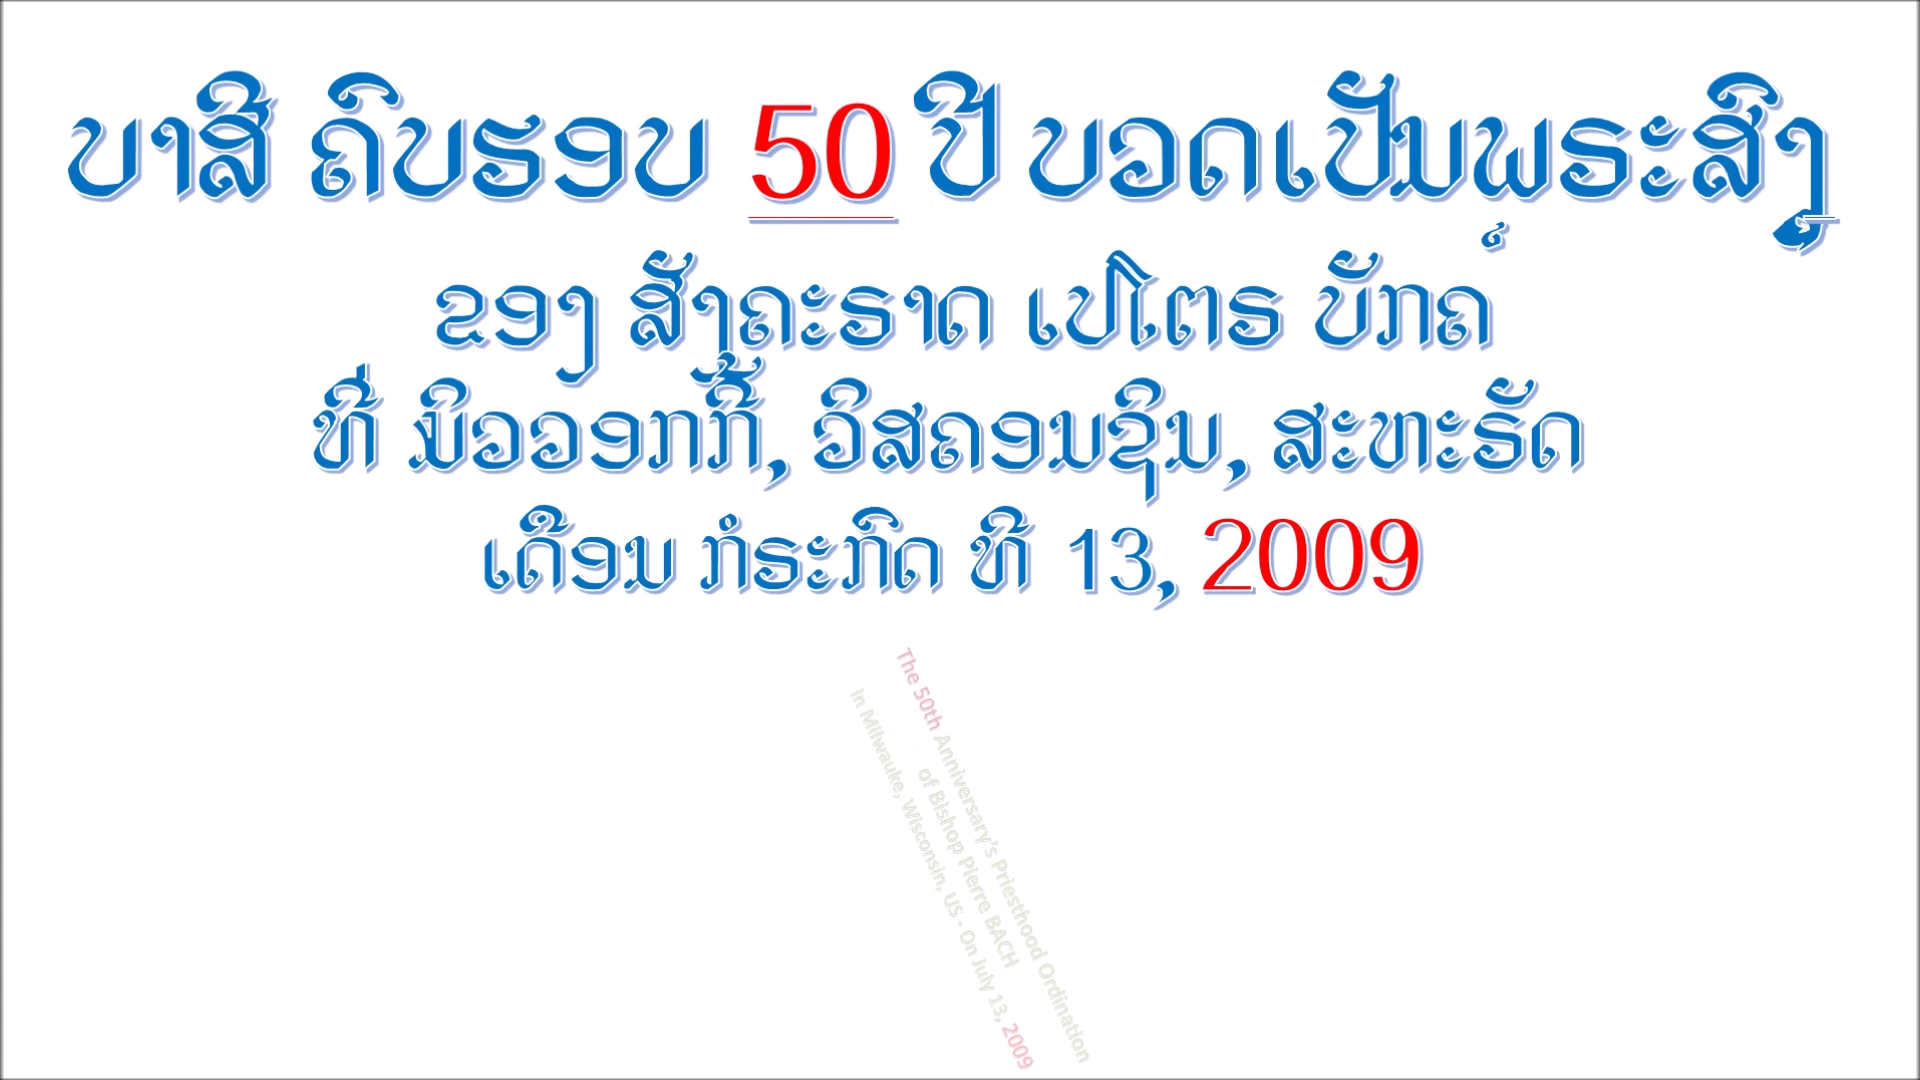 ບາສີ ຄົບຮອບ 50 ປີ ບວດເປັນພຣະສົງ
ຂອງ ສັງຄະຣາດ ເປໂຕຣ ບັກຄ໌
ທີ່ ມິວວອກກີ້, ວິສຄອນຊິນ, ສະຫະຣັດ
ເດືອນ ກໍຣະກົດ ທີ 13, 2009
The 50th Anniversary's Priesthood Ordination
of Bishop Pierre BACH
In Milwauke, Wisconsin, US - On July 13, 2009